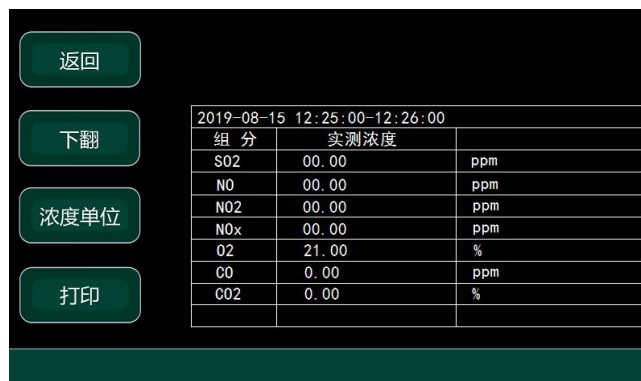 返回
下翻
浓度单位
打印
2019-08-15 12:25:00-12:26:00
组 分 实测浓度
SO2 00.00 ppm
NO 00.00 ppm
NO2 00.00 ppm
NOx 00.00 ppm
O2 21.00 %
CO 0.00 ppm
CO2 0.00 %